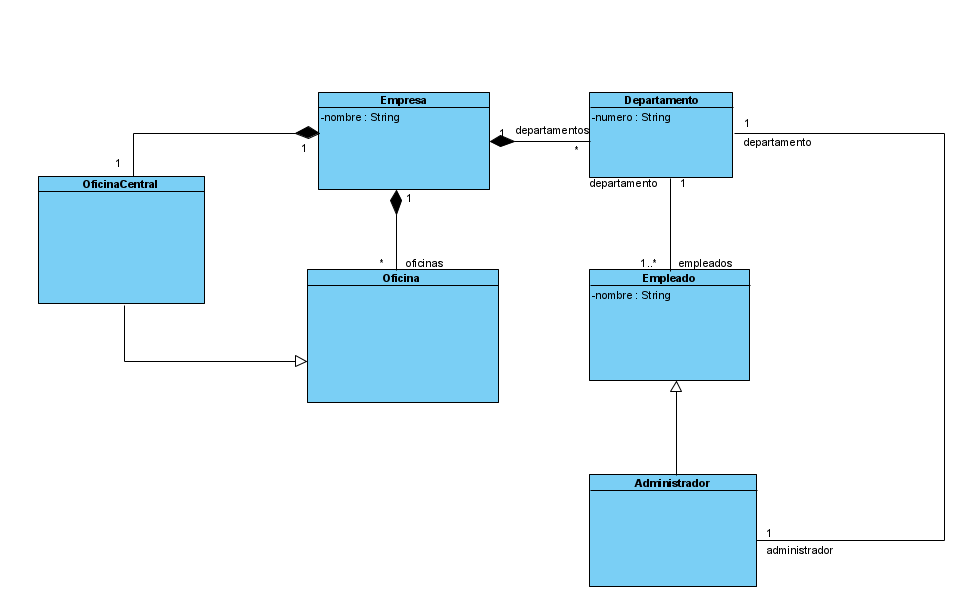 Empresa
-nombre : String
Departamento
-numero : String
1
departamento
1
departamentos
*
1
1
OficinaCentral
departamento
1
1
*
oficinas
Oficina
1..*
empleados
Empleado
-nombre : String
Administrador
1
administrador